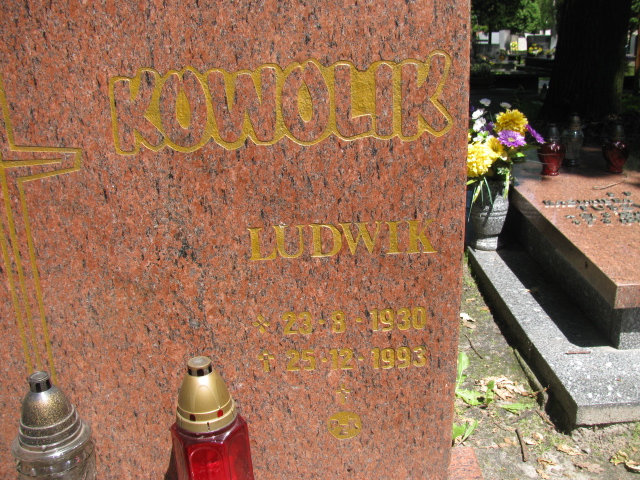 KOWOLIK
LUDWIK
* 23-8-1930
† 25-12-1993